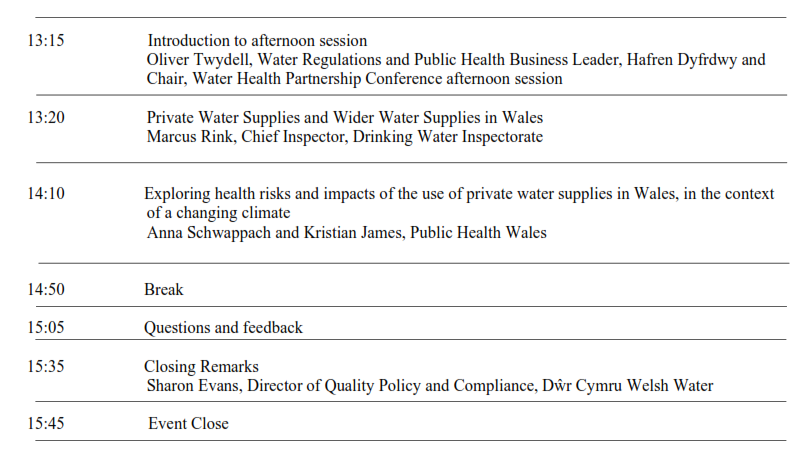 13:15 Introduction to afternoon session
Oliver Twydell, Water Regulations and Public Health Business Leader, Hafren Dyfrdwy and
Chair, Water Health Partnership Conference afternoon session
13:20 Private Water Supplies and Wider Water Supplies in Wales
Marcus Rink, Chief Inspector, Drinking Water Inspectorate
14:10 Exploring health risks and impacts of the use of private water supplies in Wales, in the context
of a changing climate
Anna Schwappach and Kristian James, Public Health Wales
14:50 Break
15:05 Questions and feedback
15:35 Closing Remarks
Sharon Evans, Director of Quality Policy and Compliance, Dŵr Cymru Welsh Water
15:45 Event Close